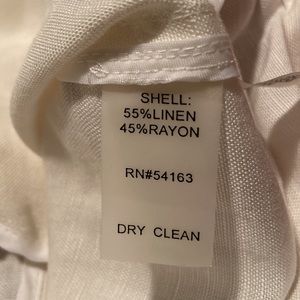 SHELL:
55%LINEN
45%RAYON
RN#54163
DRY CLEAN